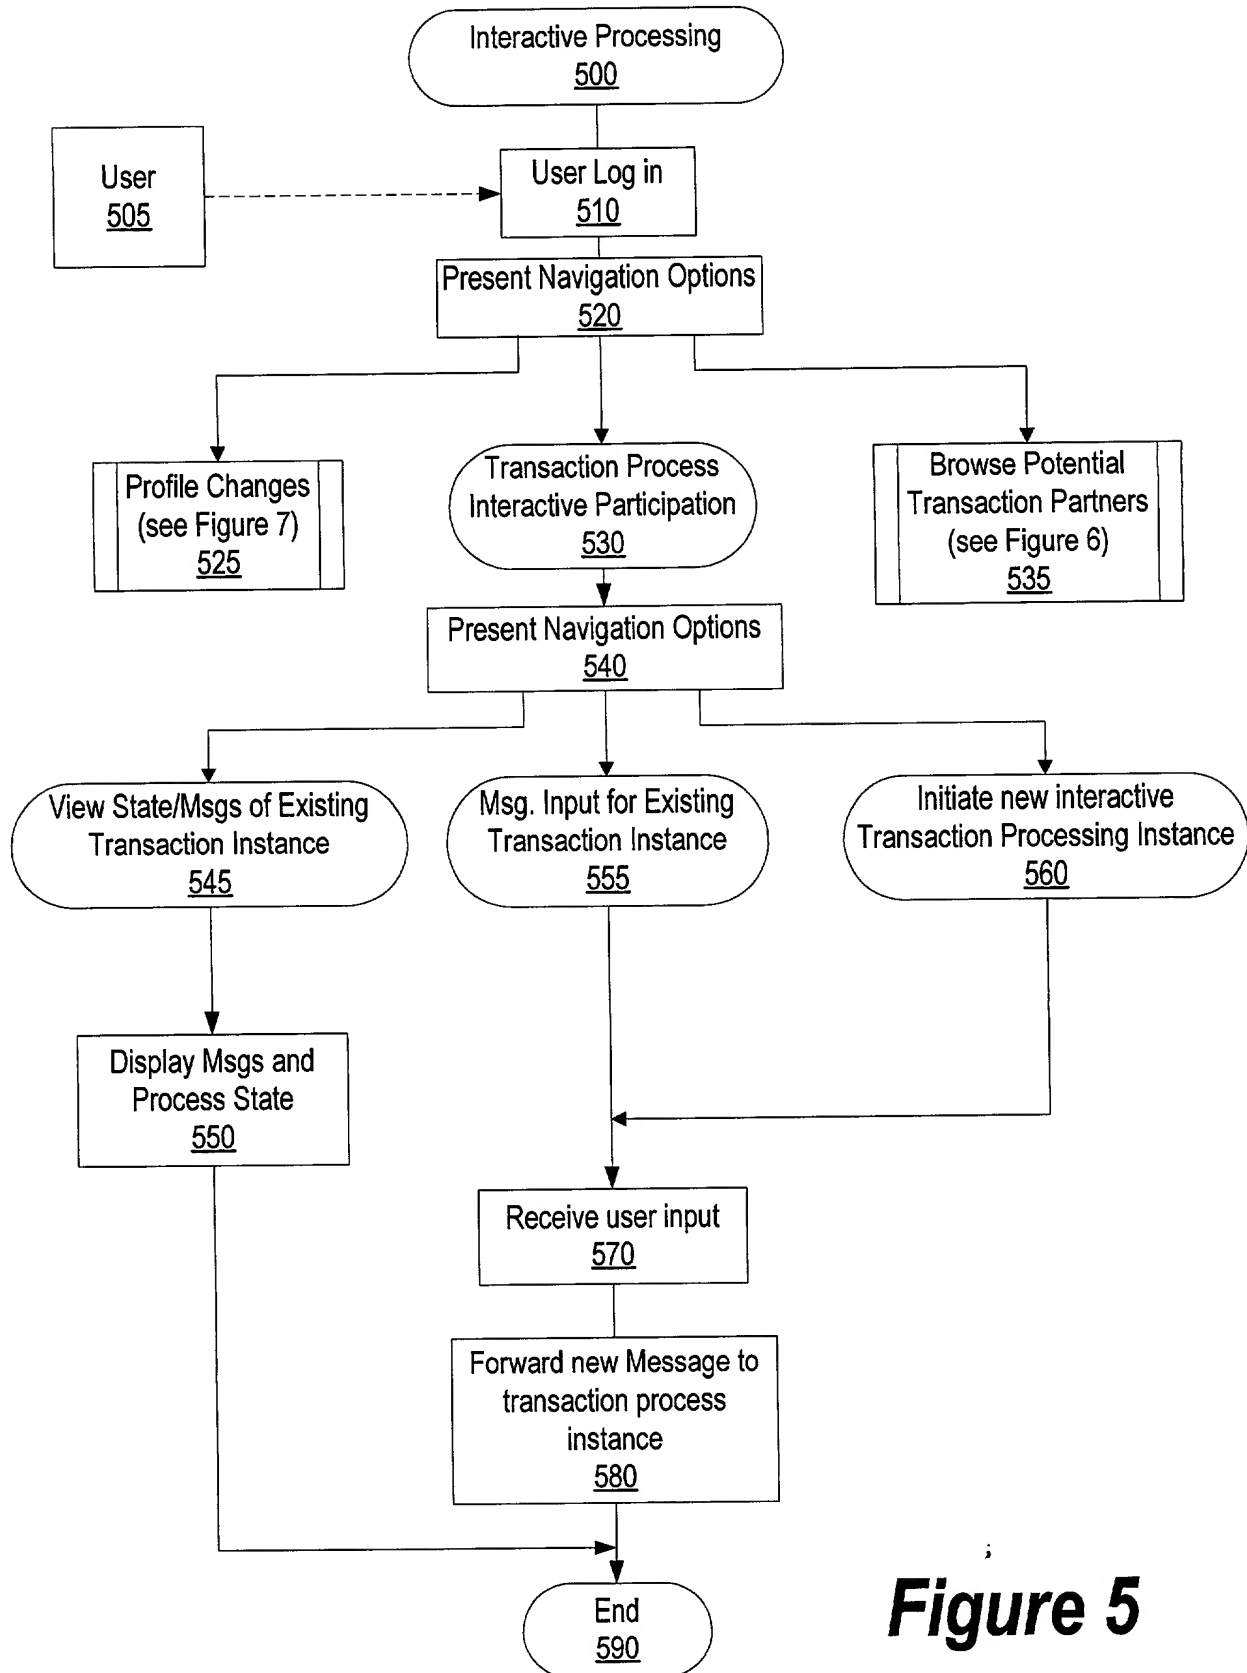 Interactive Processing
500
User
505
User Log in
510
Present Navigation Options
520
Profile Changes
(see Figure 7)
525
Transaction Process
Interactive Participation
530
Browse Potential
Transaction Partners
(see Figure 6)
535
Present Navigation Options
540
View State/Msgs of Existing
Transaction Instance
545
Msg. Input for Existing
Transaction Instance
555
Initiate new interactive
Transaction Processing Instance
560
Display Msgs and
Process State
550
Receive user input
570
Forward new Message to
transaction process
instance
580
End
590
Figure 5